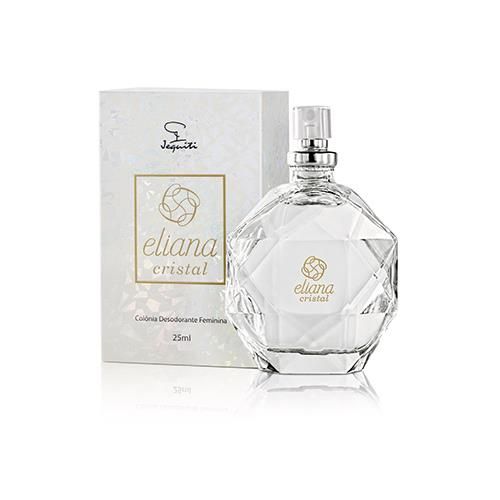 Jequiti
eliana
cristal
Colônia Desodorante Feminina
25ml
eliana
cristal